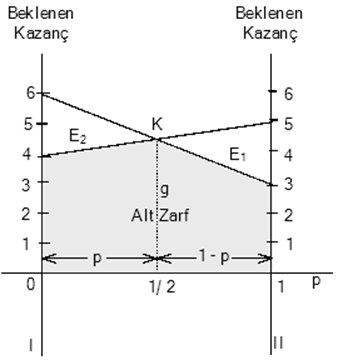 Beklenen
Kazanç
Beklenen
Kazanç
6
5
4
3
2
1
E2
K
E1
6
5
4
3
2
1
g
Alt Zarf
p
1 - p
0
1/2
1
p
I
II